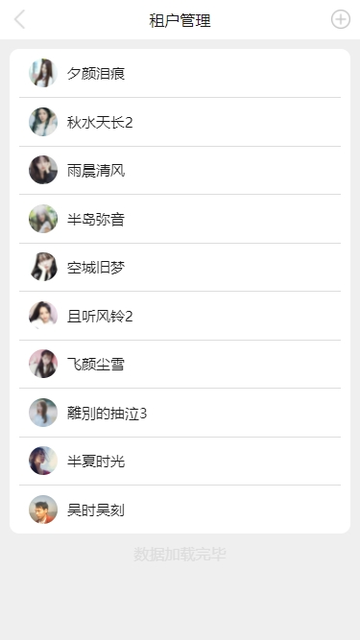 租户管理
夕颜泪痕
秋水天长2
雨晨清风
半岛弥音
空城旧梦
且听风铃2
飞颜尘雪
離別的抽泣3
半夏时光
吴时吴刻
数据加载完毕